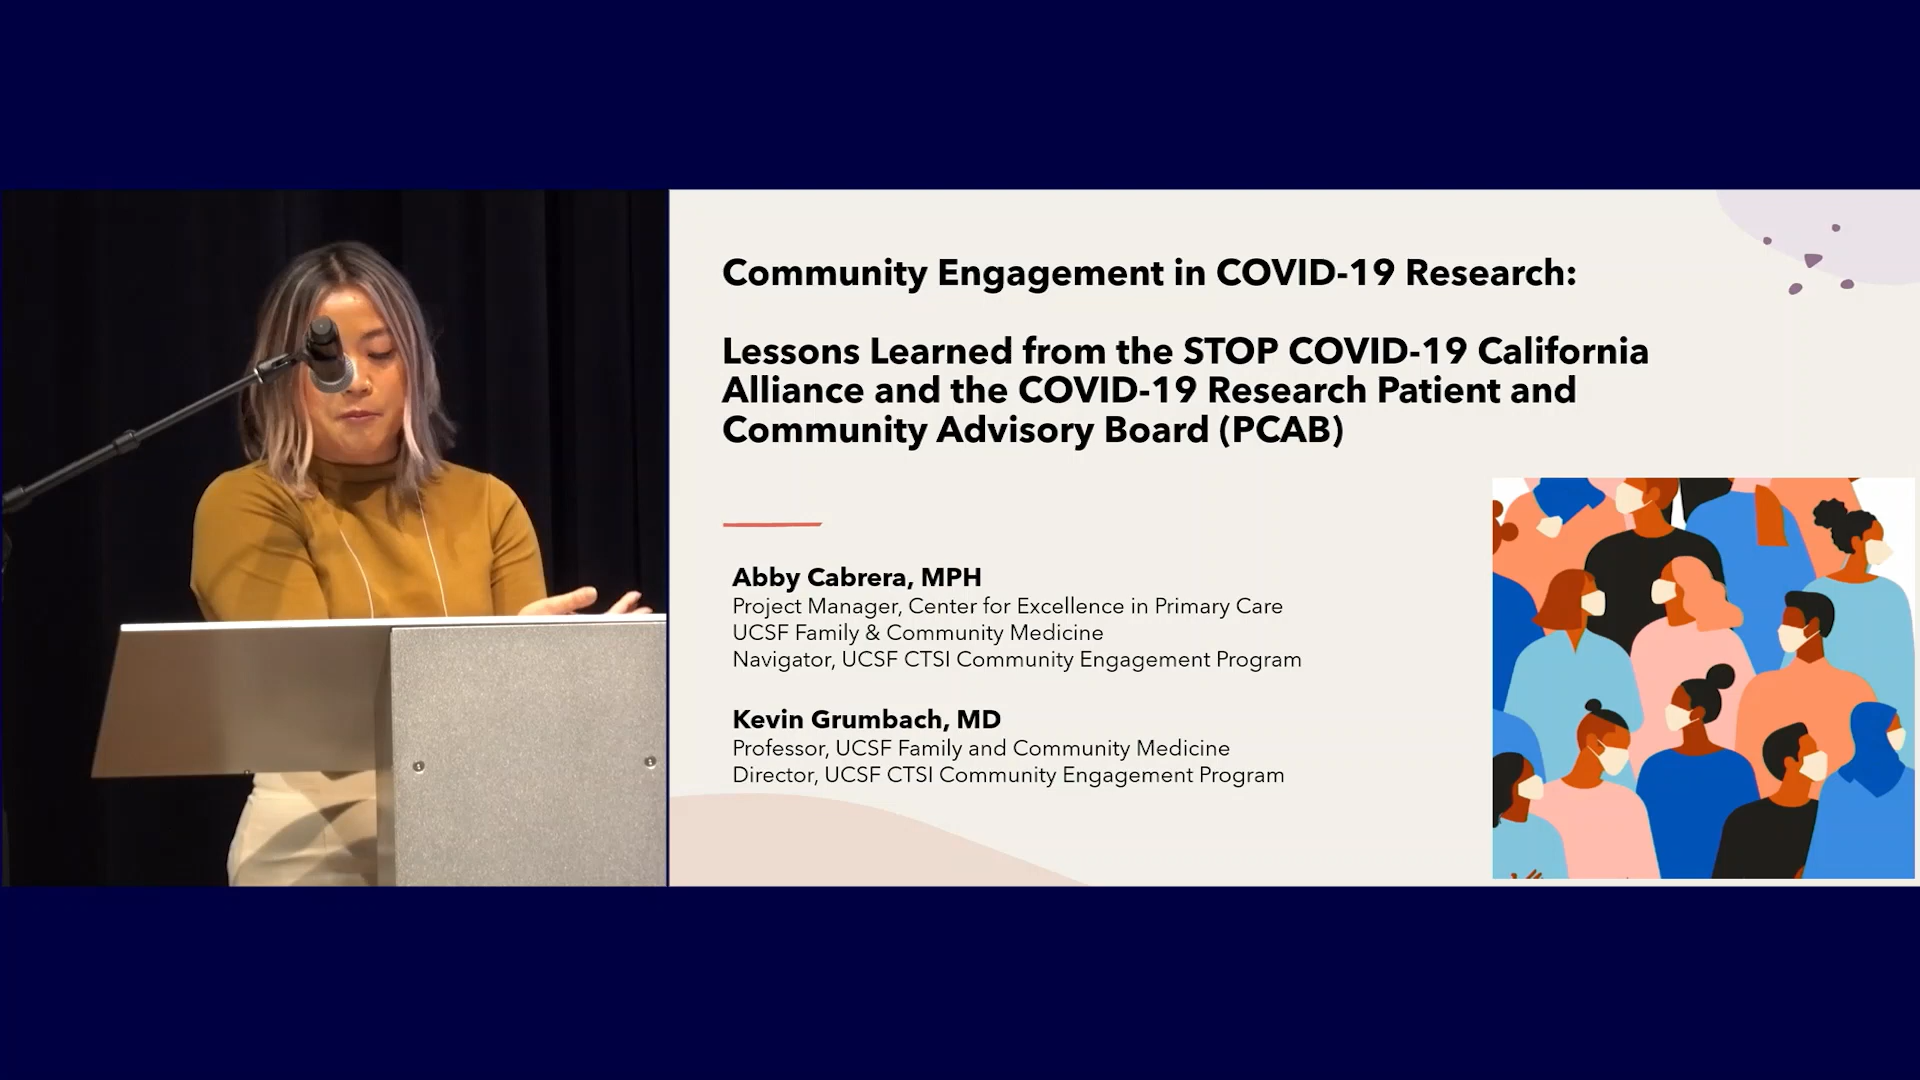 Community Engagement in COVID-19 Research:
Lessons Learned from the STOP COVID-19 California
Alliance and the COVID-19 Research Patient and
Community Advisory Board (PCAB)
Abby Cabrera, MPH
Project Manager, Center for Excellence in Primary Care
UCSF Family & Community Medicine
Navigator, UCSF CTSI Community Engagement Program
Kevin Grumbach, MD
Professor, UCSF Family and Community Medicine
Director, UCSF CTSI Community Engagement Program